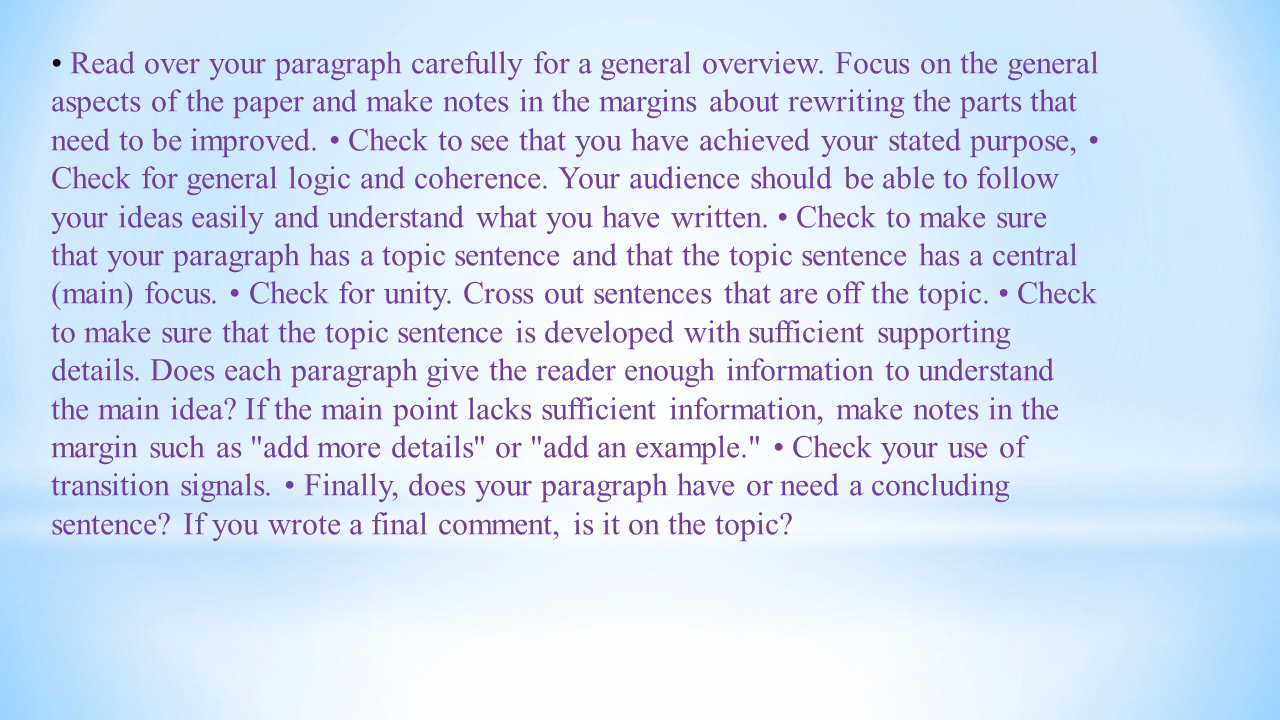 • Read over your paragraph carefully for a general overview. Focus on the general
aspects of the paper and make notes in the margins about rewriting the parts that
need to be improved. • Check to see that you have achieved your stated purpose, •
Check for general logic and coherence. Your audience should be able to follow
your ideas easily and understand what you have written. • Check to make sure
that your paragraph has a topic sentence and that the topic sentence has a central
(main) focus. • Check for unity. Cross out sentences that are off the topic. • Check
to make sure that the topic sentence is developed with sufficient supporting
details. Does each paragraph give the reader enough information to understand
the main idea? If the main point lacks sufficient information, make notes in the
margin such as "add more details" or "add an example." • Check your use of
transition signals. • Finally, does your paragraph have or need a concluding
sentence? If you wrote a final comment, is it on the topic?